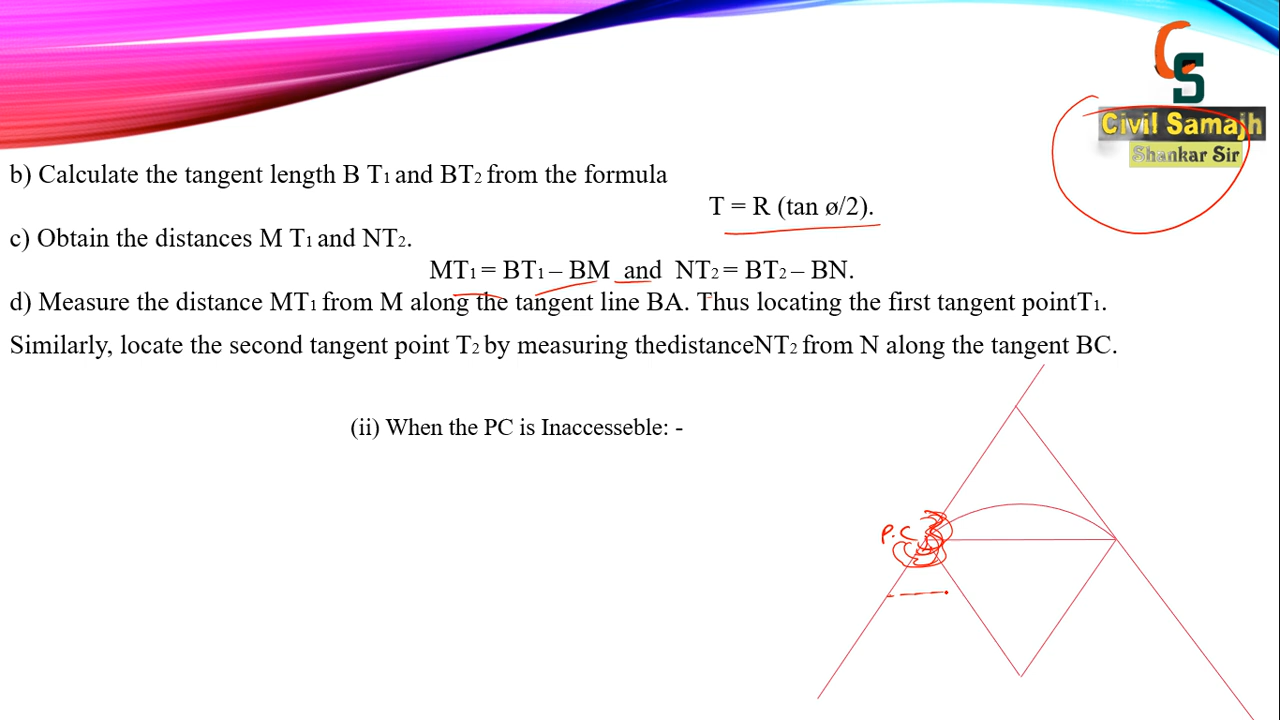 CS
Civil Samajh
Shankar Sir
b) Calculate the tangent length B T1 and BT2 from the formula
T = R (tan ø/2).
c) Obtain the distances M T1 and NT2.
MT1 = BT1 – BM and NT2 = BT2 – BN.
d) Measure the distance MT1 from M along the tangent line BA. Thus locating the first tangent pointT1.
Similarly, locate the second tangent point T2 by measuring thedistanceNT2 from N along the tangent BC.
(ii) When the PC is Inaccesseble: -
P.C